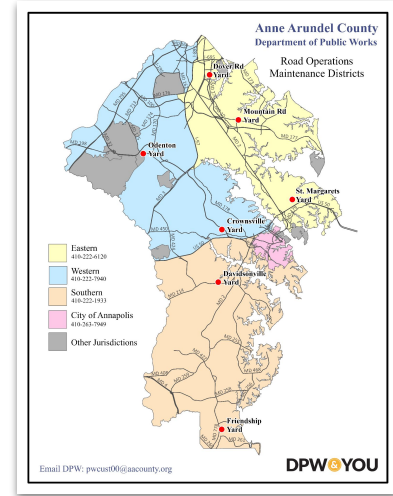 Anne Arundel County
Department of Public Works
Road Operations
Maintenance Districts
Dover Rd
Yard
Mountain Rd
Yard
Odenton
Yard
St. Margarets
Yard
Crownsville
Yard
Davidsonville
Yard
Friendship
Yard
Eastern
410-222-6120
Western
410-222-7940
Southern
410-222-1933
City of Annapolis
410-263-7949
Other Jurisdictions
Email DPW: pwcust00@aacounty.org
DPW&YOU